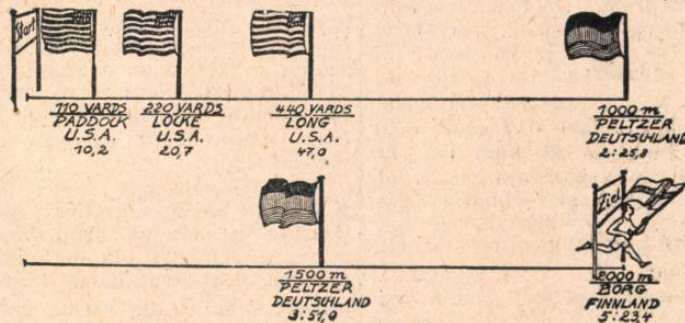 Start
110 YARDS
PADDOCK
U.S.A.
10,2
220 YARDS
LOCKE
U.S.A.
20,7
440 YARDS
LONG
U.S.A.
47,0
1000 m
PELTZER
DEUTSCHLAND
2:25,8
1500 m
PELTZER
DEUTSCHLAND
3:51,0
Ziel
2000 m
BORG
FINNLAND
5:23,4